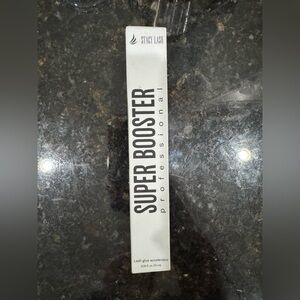 STACY LASH
SUPER BOOSTER
professional
Lash glue accelerator